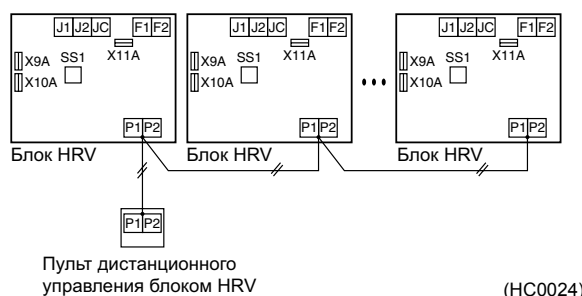 J1 J2 JC F1 F2
X9A SS1 X11A
X10A
P1 P2
Блок HRV
J1 J2 JC F1 F2
X9A SS1 X11A
X10A
P1 P2
Блок HRV
...
J1 J2 JC F1 F2
X9A SS1 X11A
X10A
P1 P2
Блок HRV
P1 P2
Пульт дистанционного
управления блоком HRV
(HC0024)